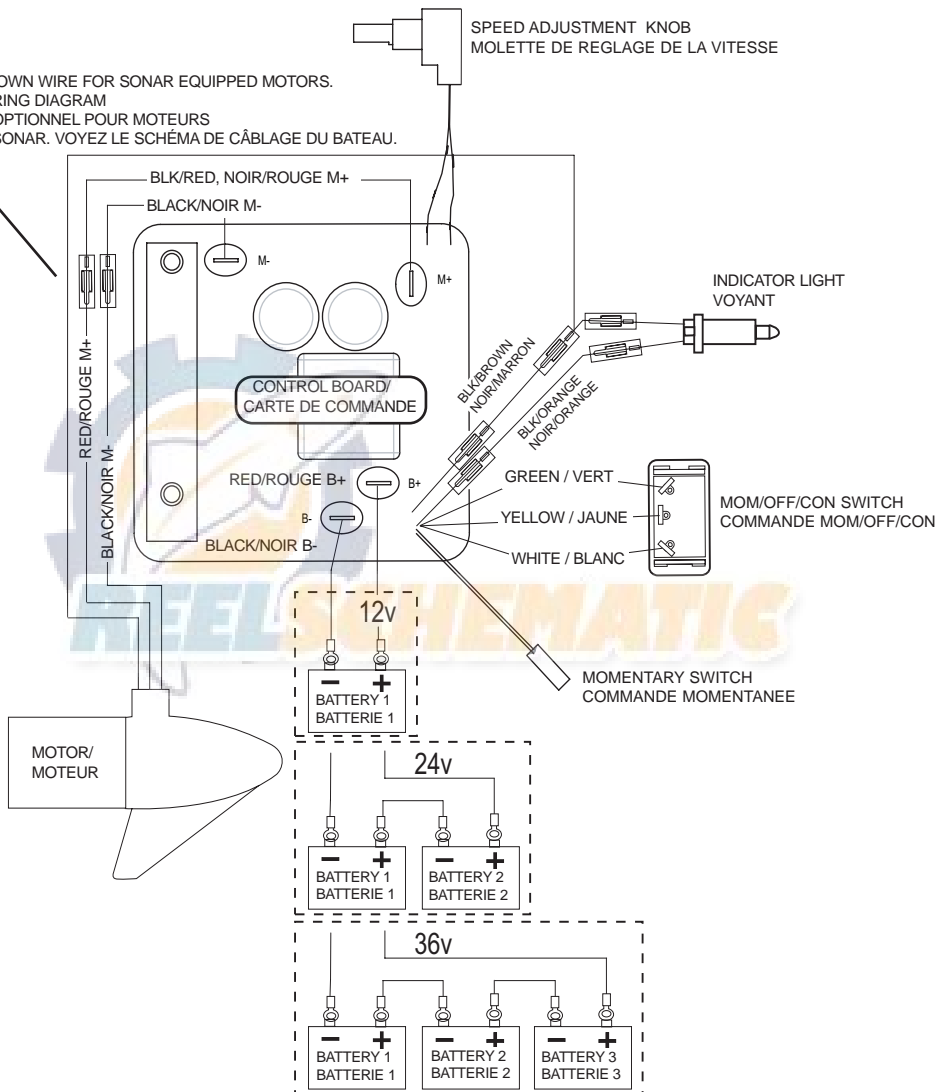 SPEED ADJUSTMENT KNOB
MOLETTE DE REGLAGE DE LA VITESSE
OWN WIRE FOR SONAR EQUIPPED MOTORS.
RING DIAGRAM
OPTIONNEL POUR MOTEURS
SONAR. VOYEZ LE SCHÉMA DE CÂBLAGE DU BATEAU.
BLK/RED, NOIR/ROUGE M+
BLACK/NOIR M-
M-
M+
INDICATOR LIGHT
VOYANT
RED/ROUGE M+
BLACK/NOIR M-
CONTROL BOARD/
CARTE DE COMMANDE
BLK/BROWN
NOIR/MARRON
BLK/ORANGE
NOIR/ORANGE
RED/ROUGE B+
B+
B-
BLACK/NOIR B-
GREEN / VERT
YELLOW / JAUNE
WHITE / BLANC
MOM/OFF/CON SWITCH
COMMANDE MOM/OFF/CON
REELSCHEMATIC
12v
- +
BATTERY 1
BATTERIE 1
MOMENTARY SWITCH
COMMANDE MOMENTANEE
MOTOR/
MOTEUR
24v
- + - +
BATTERY 1
BATTERIE 1
BATTERY 2
BATTERIE 2
36v
- + - + - +
BATTERY 1
BATTERIE 1
BATTERY 2
BATTERIE 2
BATTERY 3
BATTERIE 3